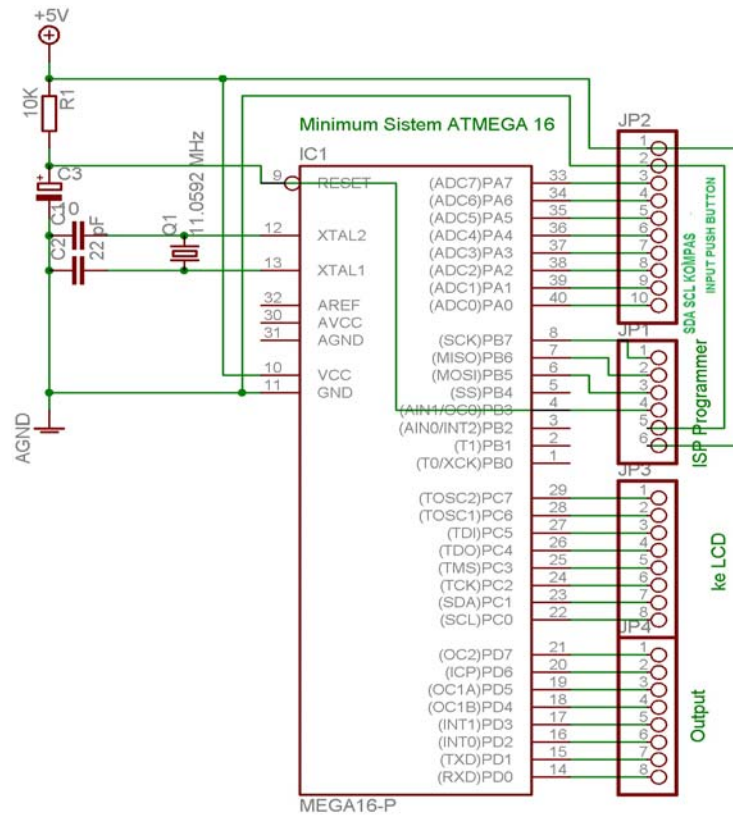 +5V
10K
R1
C3
10
C1
C2
22 pF
Q1
11.0592 MHz
AGND
Minimum Sistem ATMEGA 16
IC1
9 RESET
12 XTAL2
13 XTAL1
32 AREF
30 AVCC
31 AGND
10 VCC
11 GND
(ADC7)PA7 33
(ADC6)PA6 34
(ADC5)PA5 35
(ADC4)PA4 36
(ADC3)PA3 37
(ADC2)PA2 38
(ADC1)PA1 39
(ADC0)PA0 40
(SCK)PB7 8
(MISO)PB6 7
(MOSI)PB5 6
(SS)PB4 5
(AIN1/OC0)PB3 4
(AIN0/INT2)PB2 3
(T1)PB1 2
(T0/XCK)PB0 1
(TOSC2)PC7 29
(TOSC1)PC6 28
(TDI)PC5 27
(TDO)PC4 26
(TMS)PC3 25
(TCK)PC2 24
(SDA)PC1 23
(SCL)PC0 22
(OC2)PD7 21
(ICP)PD6 20
(OC1A)PD5 19
(OC1B)PD4 18
(INT1)PD3 17
(INT0)PD2 16
(TXD)PD1 15
(RXD)PD0 14
MEGA16-P
JP2
1
2
3
4
5
6
7
8
9
10
SDA SCL KOMPAS
INPUT PUSH BUTTON
JP1
1
2
3
4
5
6
ISP Programmer
JP3
1
2
3
4
5
6
7
8
ke LCD
JP4
1
2
3
4
5
6
7
8
Output